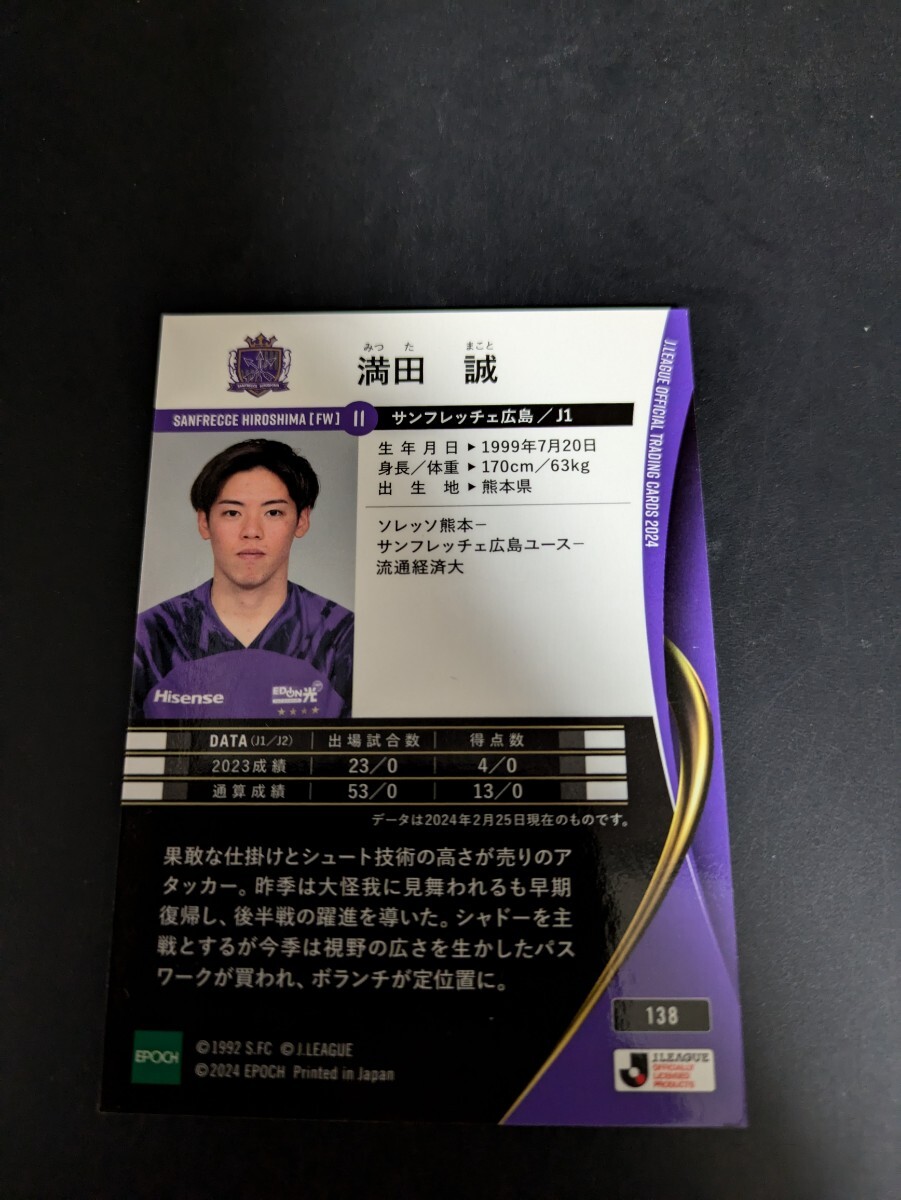 みつ た まこと
満田 誠
SANFRECCE HIROSHIMA
SANFRECCE HIROSHIMA [FW] 11 サンフレッチェ広島／J1
生年月日▶1999年7月20日
身長／体重▶170cm／63kg
出生地▶熊本県
ソレッソ熊本－
サンフレッチェ広島ユース－
流通経済大
J.LEAGUE OFFICIAL TRADING CARDS 2024
Hisense
EDION光
DATA(J1／J2) 出場試合数 得点数
2023成績 23／0 4／0
通算成績 53／0 13／0
データは2024年2月25日現在のものです。
果敢な仕掛けとシュート技術の高さが売りのア
タッカー。昨季は大怪我に見舞われるも早期
復帰し、後半戦の躍進を導いた。シャドーを主
戦とするが今季は視野の広さを生かしたパス
ワークが買われ、ボランチが定位置に。
138
EPOCH
©1992 S.FC ©J.LEAGUE
©2024 EPOCH Printed in Japan
J.LEAGUE
OFFICIALLY
LICENSED
PRODUCTS